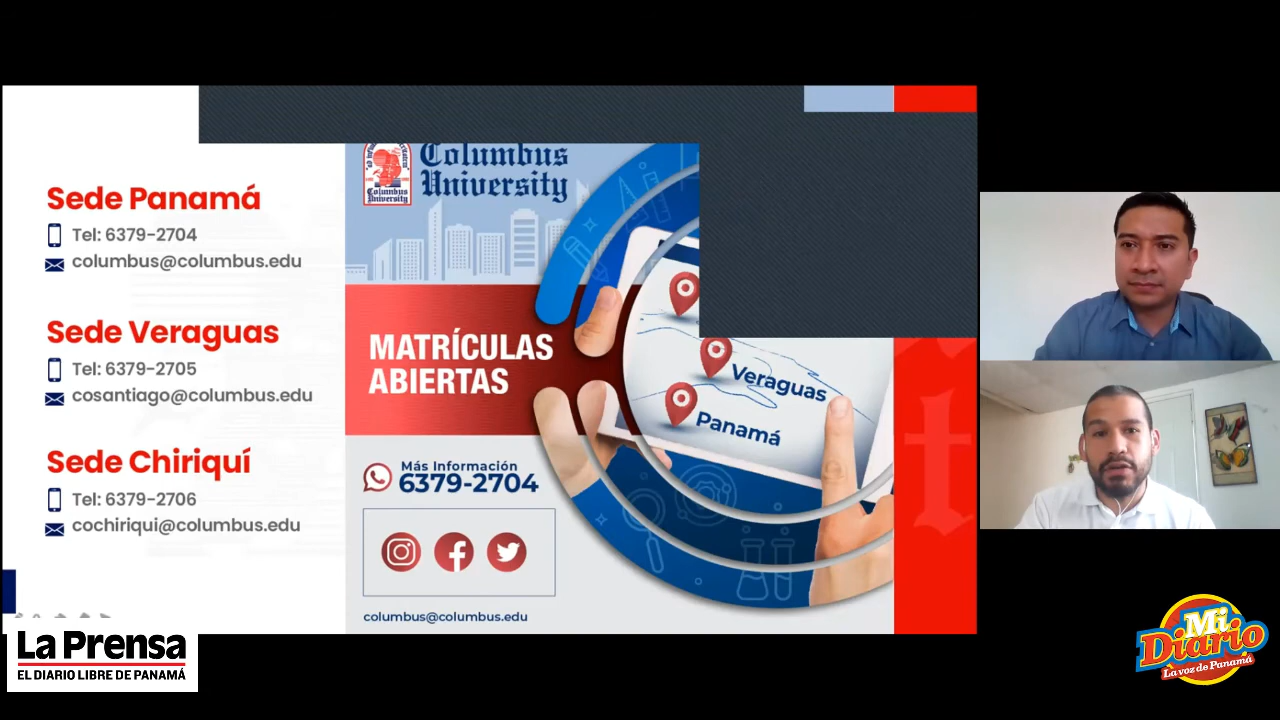 Sede Panamá
Tel: 6379-2704
columbus@columbus.edu
Sede Veraguas
Tel: 6379-2705
cosantiago@columbus.edu
Sede Chiriquí
Tel: 6379-2706
cochiriqui@columbus.edu
Columbus
University
Columbus
University
MATRÍCULAS
ABIERTAS
Veraguas
Panamá
Más Información
6379-2704
columbus@columbus.edu
La Prensa
EL DIARIO LIBRE DE PANAMÁ
Mi
Diario
La voz de Panamá